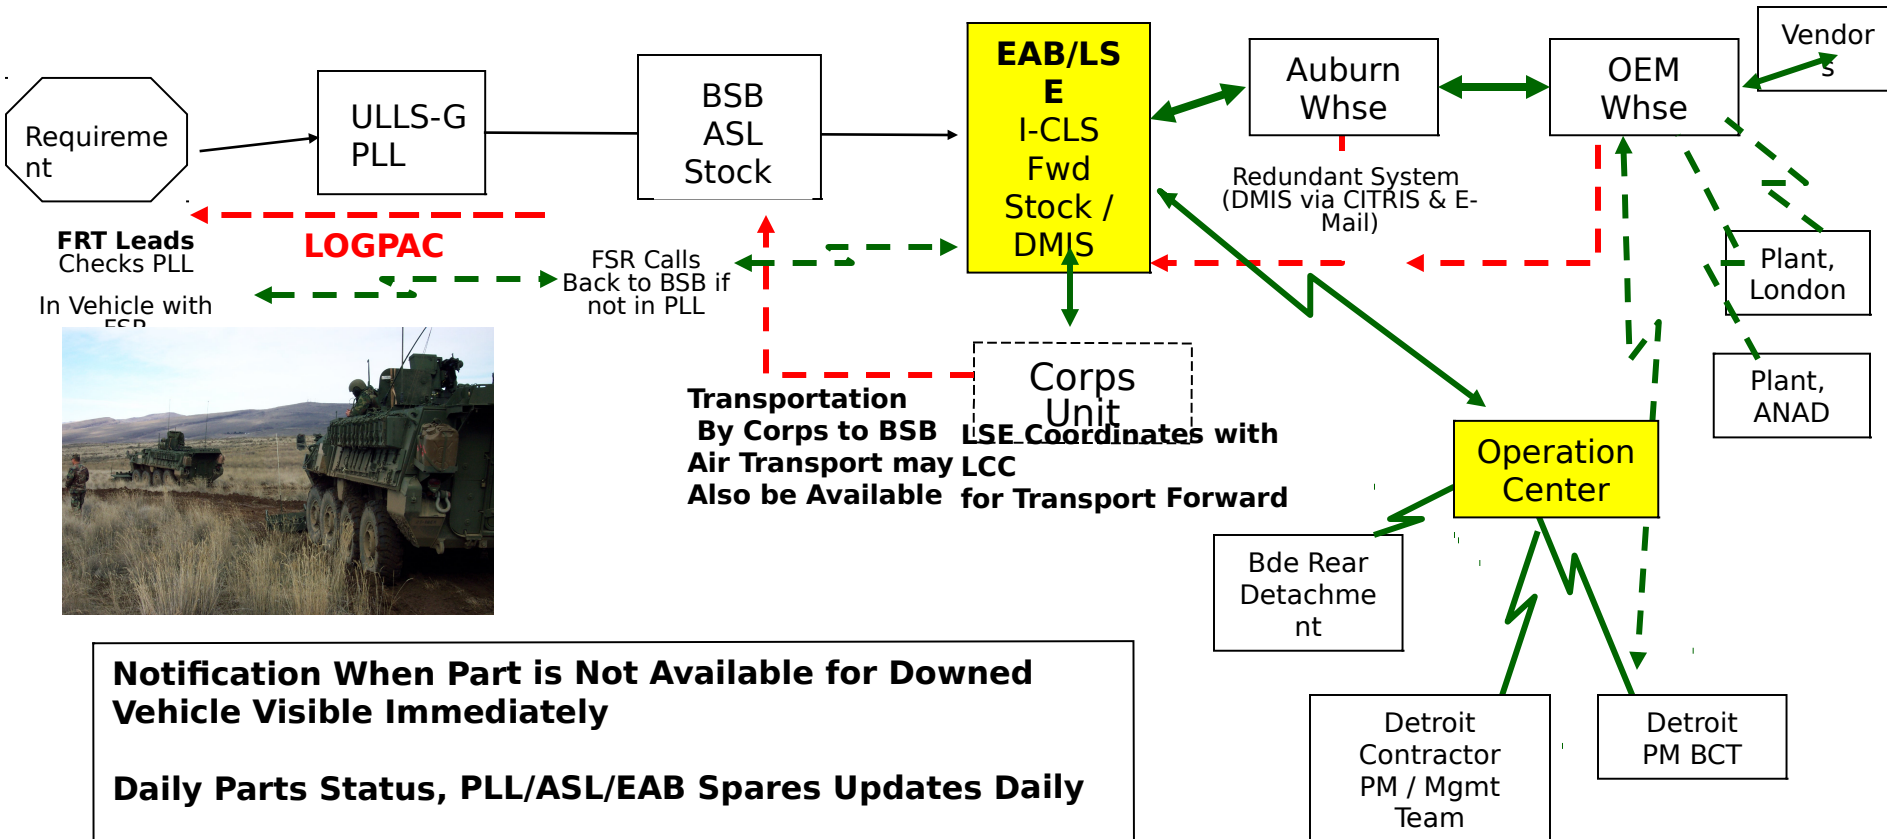 Requireme
nt
ULLS-G
PLL
BSB
ASL
Stock
EAB/LS
E
I-CLS
Fwd
Stock /
DMIS
Auburn
Whse
OEM
Whse
Vendor
s
Redundant System
(DMIS via CITRIS & E-
Mail)
FRT Leads
Checks PLL
In Vehicle with
FSR
LOGPAC
FSR Calls
Back to BSB if
not in PLL
Plant,
London
Plant,
ANAD
Corps
Unit
Transportation
By Corps to BSB
Air Transport may
Also be Available
LSE Coordinates with
LCC
for Transport Forward
Operation
Center
Bde Rear
Detachme
nt
Detroit
Contractor
PM / Mgmt
Team
Detroit
PM BCT
Notification When Part is Not Available for Downed
Vehicle Visible Immediately
Daily Parts Status, PLL/ASL/EAB Spares Updates Daily